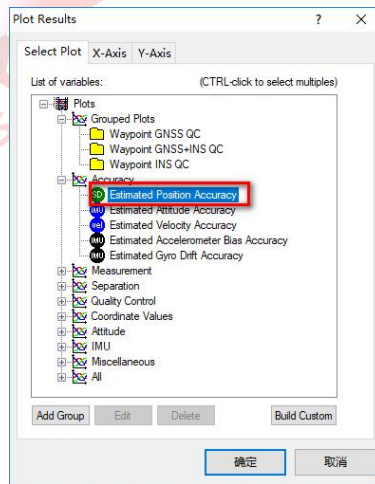 Plot Results
Select Plot X-Axis Y-Axis
List of variables: (CTRL-click to select multiples)
Plots
Grouped Plots
Waypoint GNSS QC
Waypoint GNSS+INS QC
Waypoint INS QC
Accuracy
SD Estimated Position Accuracy
IMU Estimated Attitude Accuracy
vel Estimated Velocity Accuracy
IMU Estimated Accelerometer Bias Accuracy
IMU Estimated Gyro Drift Accuracy
Measurement
Separation
Quality Control
Coordinate Values
Attitude
IMU
Miscellaneous
All
Add Group Edit Delete Build Custom
确定 取消